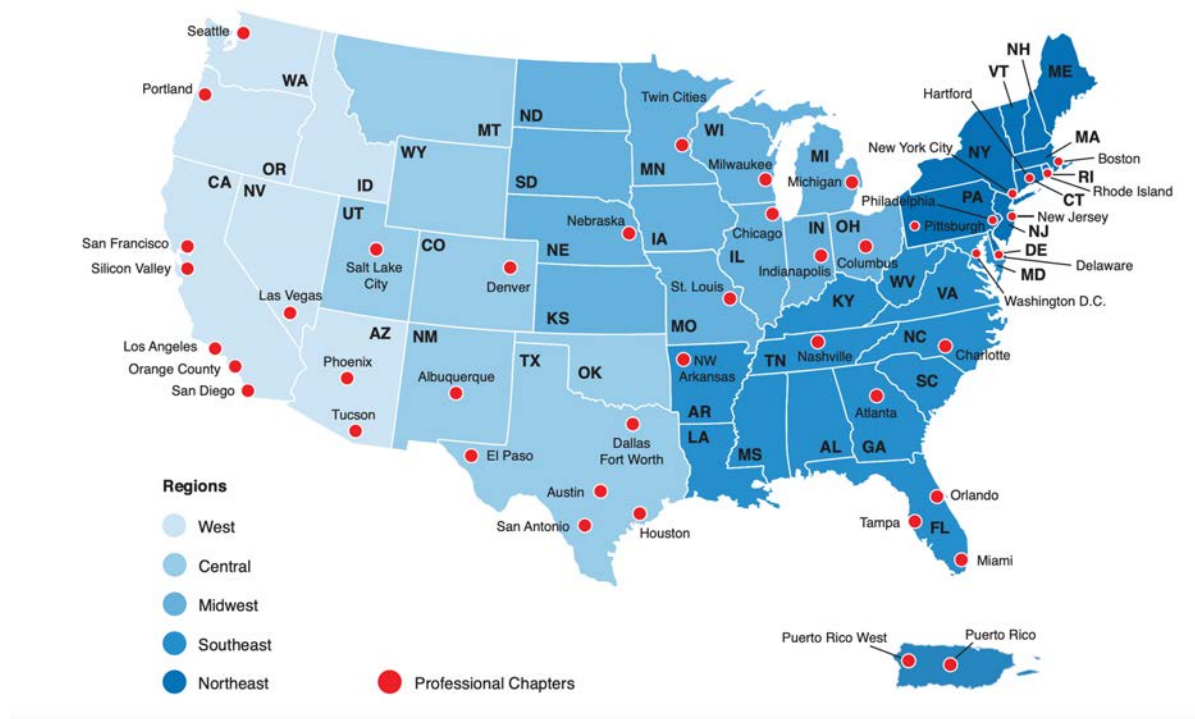 Seattle
WA
Portland
OR
CA
NV
ID
MT
WY
UT
CO
ND
SD
NE
KS
Twin Cities
MN
WI
Milwaukee
MI
Michigan
Nebraska
IA
Chicago
IL
IN
Indianapolis
OH
Columbus
St. Louis
MO
San Francisco
Silicon Valley
Las Vegas
Salt Lake
City
Denver
Los Angeles
Orange County
San Diego
AZ
Phoenix
Tucson
NM
Albuquerque
TX
OK
El Paso
Dallas
Fort Worth
Austin
San Antonio
Houston
NW
Arkansas
AR
LA
MS
AL
GA
Atlanta
TN
Nashville
KY
WV
VA
NC
Charlotte
SC
Orlando
Tampa
FL
Miami
NH
VT
ME
Hartford
MA
New York City
NY
Boston
RI
Rhode Island
CT
Philadelphia
PA
New Jersey
Pittsburgh
NJ
DE
Delaware
MD
Washington D.C.
Puerto Rico West
Puerto Rico
Regions
West
Central
Midwest
Southeast
Northeast
Professional Chapters